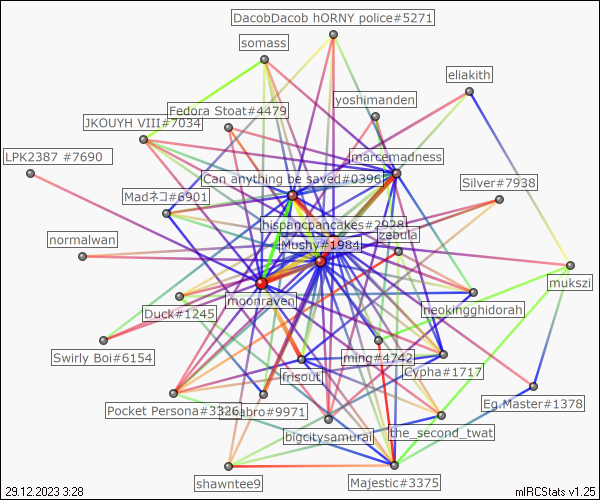 DacobDacob hORNY police#5271
somass
eliakith
yoshimanden
Fedora Stoat#4479
JKOUYH VIII#7034
LPK2387 #7690
marcemadness
Can anything be saved#0396
Silver#7938
Madネコ#6901
hispancpancakes#2928
zebula
normalwan
Mushy#1984
mukszi
moonraven
neokingghidorah
Duck#1245
Swirly Boi#6154
ming#4742
Cypha#1717
frisout
Eg.Master#1378
Pocket Persona#3326
#9971
bigcitysamurai
the_second_twat
shawntee9
Majestic#3375
29.12.2023 3:28
mIRCStats v1.25